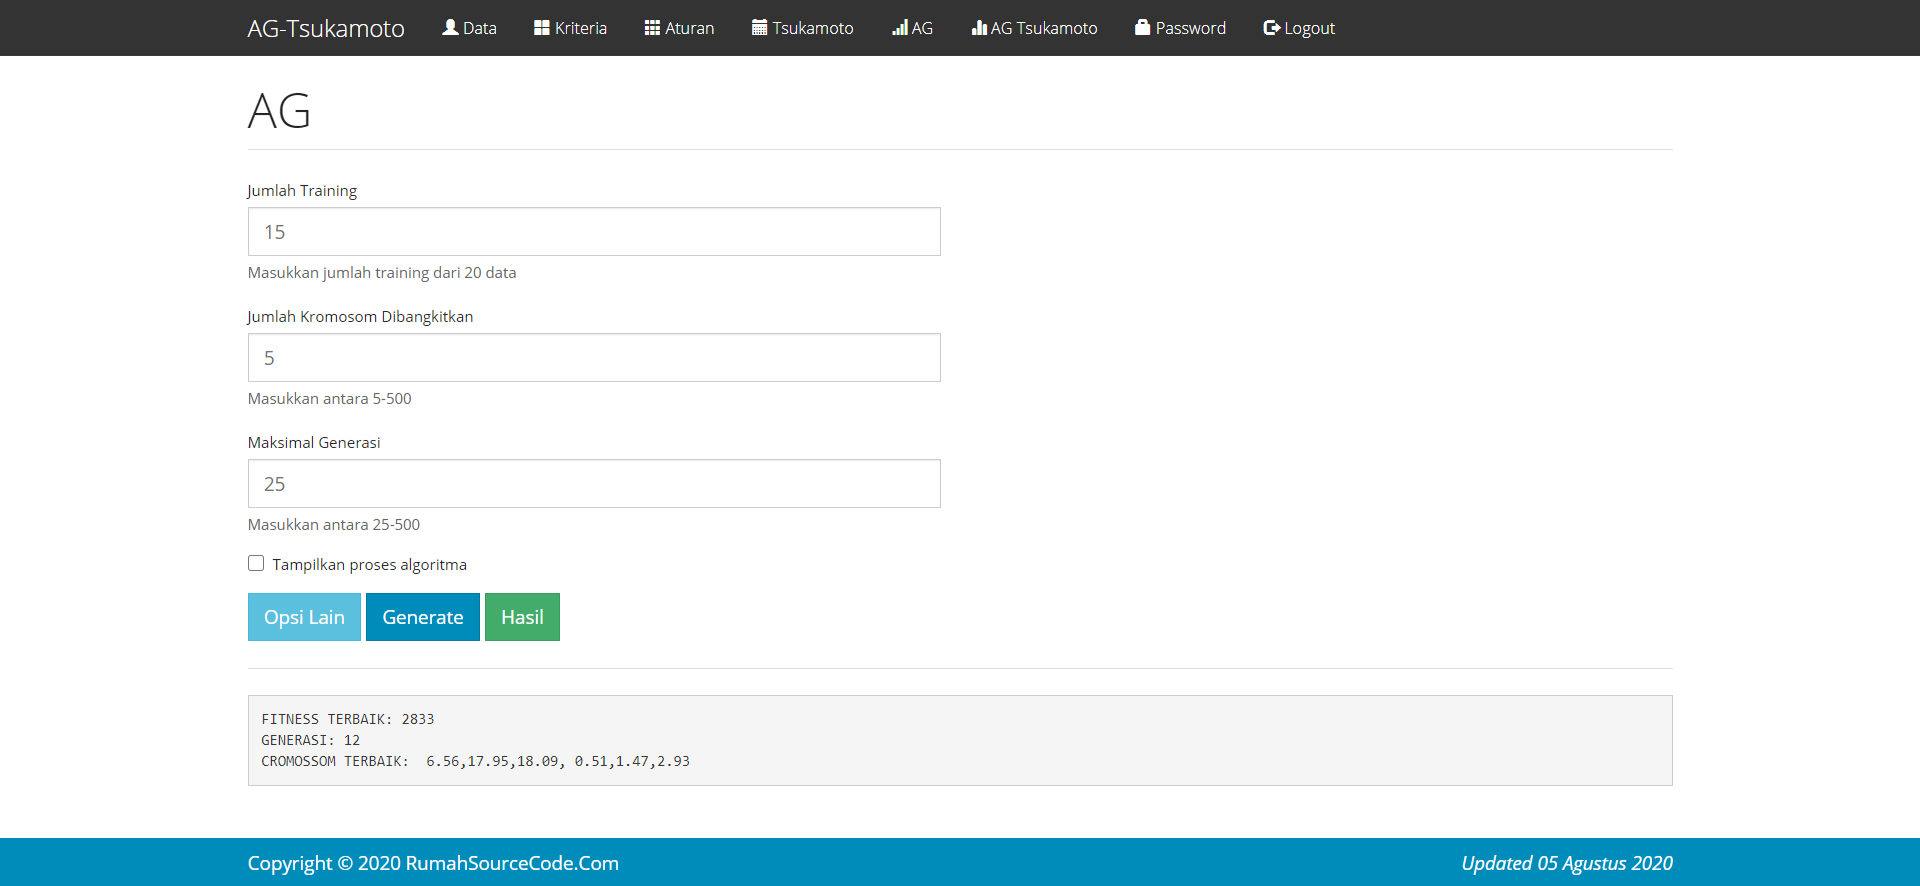 AG-Tsukamoto Data Kriteria Aturan Tsukamoto AG AG Tsukamoto Password Logout
AG
Jumlah Training
15
Masukkan jumlah training dari 20 data
Jumlah Kromosom Dibangkitkan
5
Masukkan antara 5-500
Maksimal Generasi
25
Masukkan antara 25-500
Tampilkan proses algoritma
Opsi Lain Generate Hasil
FITNESS TERBAIK: 2833
GENERASI: 12
CROMOSSOM TERBAIK:  6.56,17.95,18.09, 0.51,1.47,2.93
Copyright © 2020 RumahSourceCode.Com Updated 05 Agustus 2020